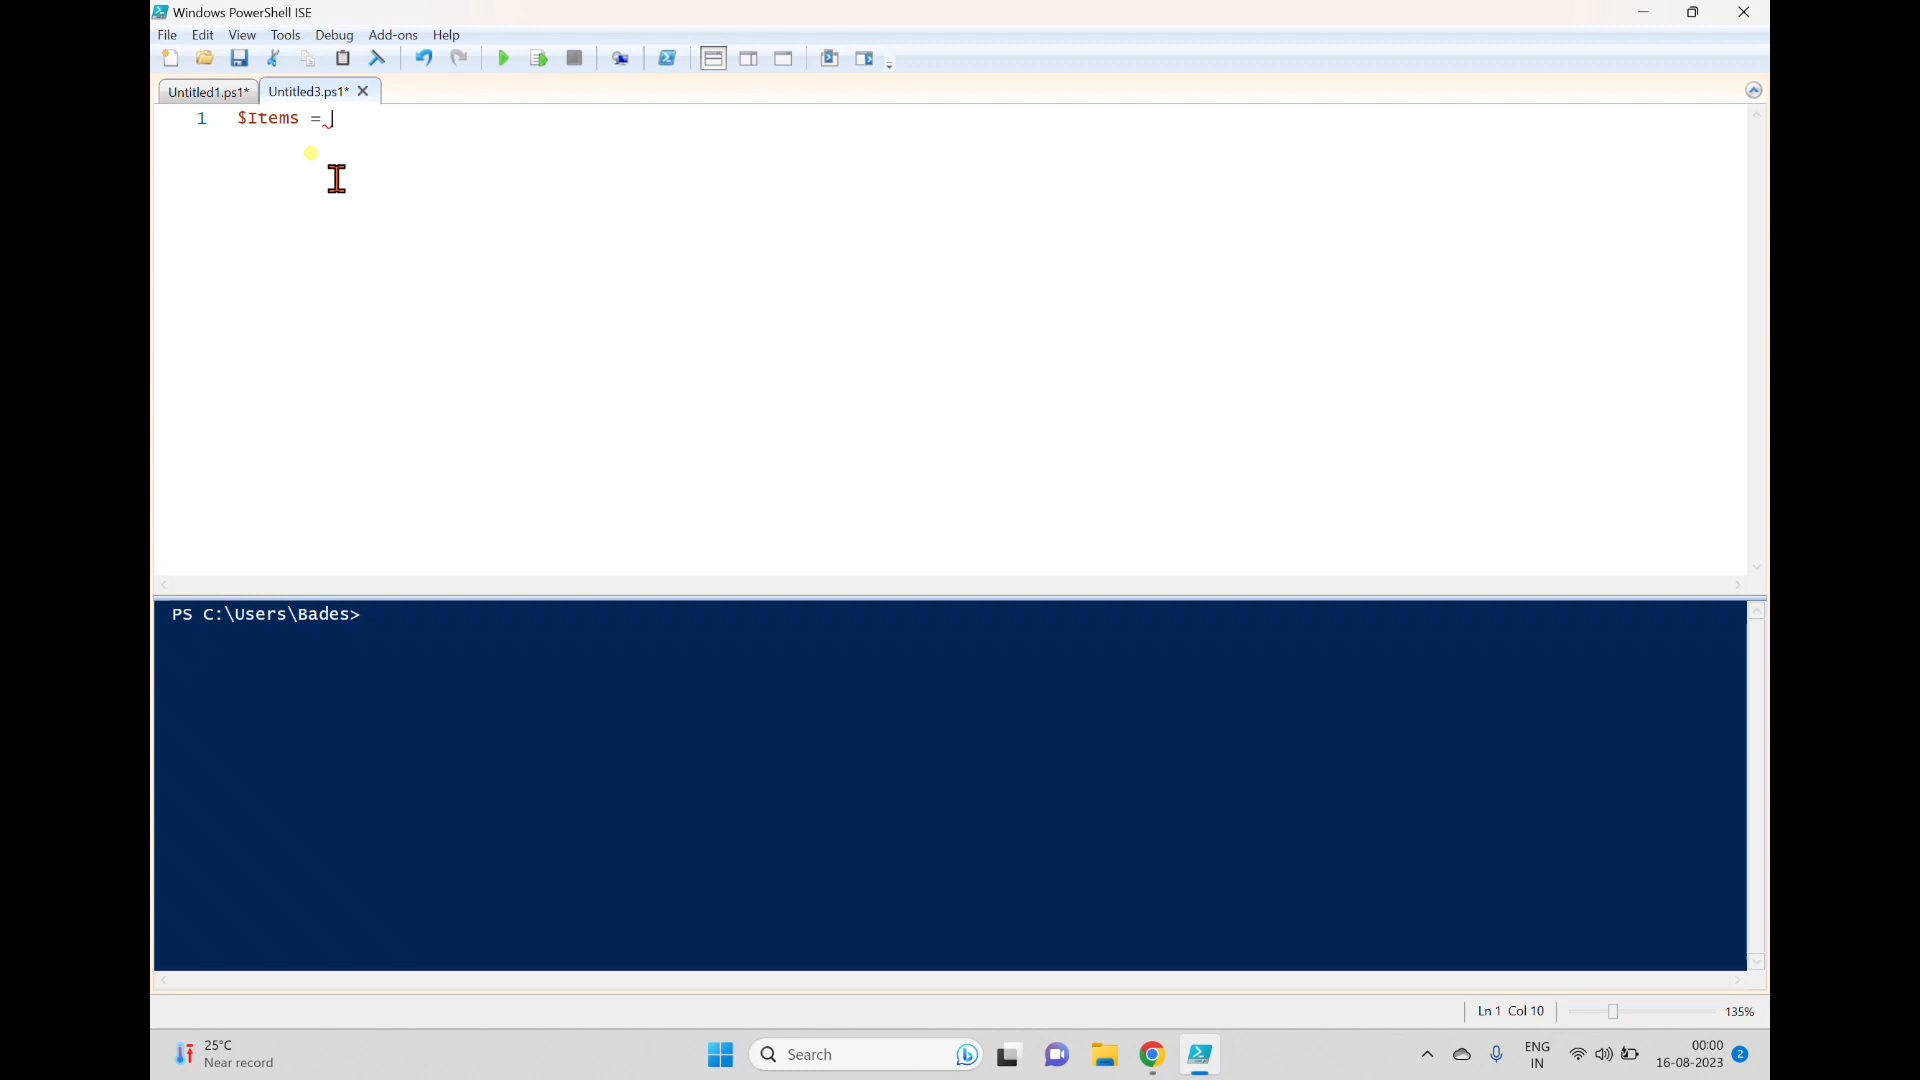 Windows PowerShell ISE
File Edit View Tools Debug Add-ons Help
Untitled1.ps1* Untitled3.ps1*
1 $Items =
PS C:\Users\Bades>
Ln 1 Col 10 135%
25°C
Near record
Search
ENG
IN
00:00
16-08-2023
2